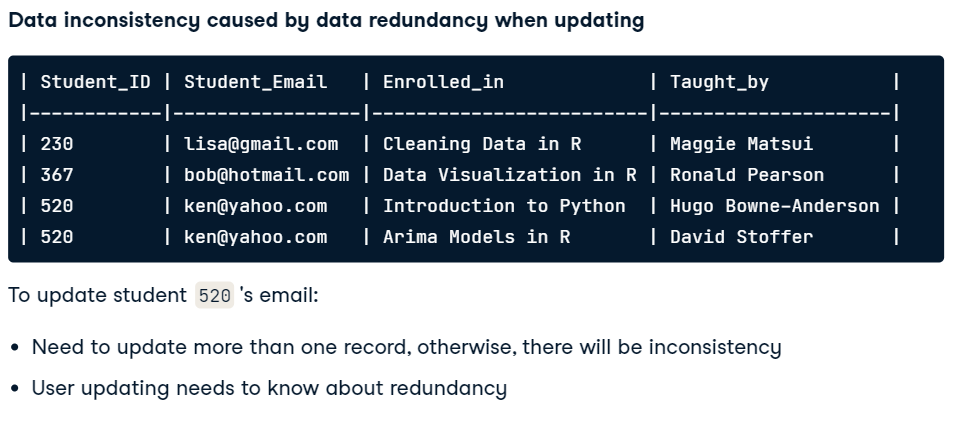 Data inconsistency caused by data redundancy when updating
| Student_ID | Student_Email   | Enrolled_in             | Taught_by           |
|------------|-----------------|-------------------------|---------------------|
| 230        | lisa@gmail.com  | Cleaning Data in R      | Maggie Matsui       |
| 367        | bob@hotmail.com | Data Visualization in R | Ronald Pearson      |
| 520        | ken@yahoo.com   | Introduction to Python  | Hugo Bowne-Anderson |
| 520        | ken@yahoo.com   | Arima Models in R       | David Stoffer       |
To update student 520 's email:
• Need to update more than one record, otherwise, there will be inconsistency
• User updating needs to know about redundancy